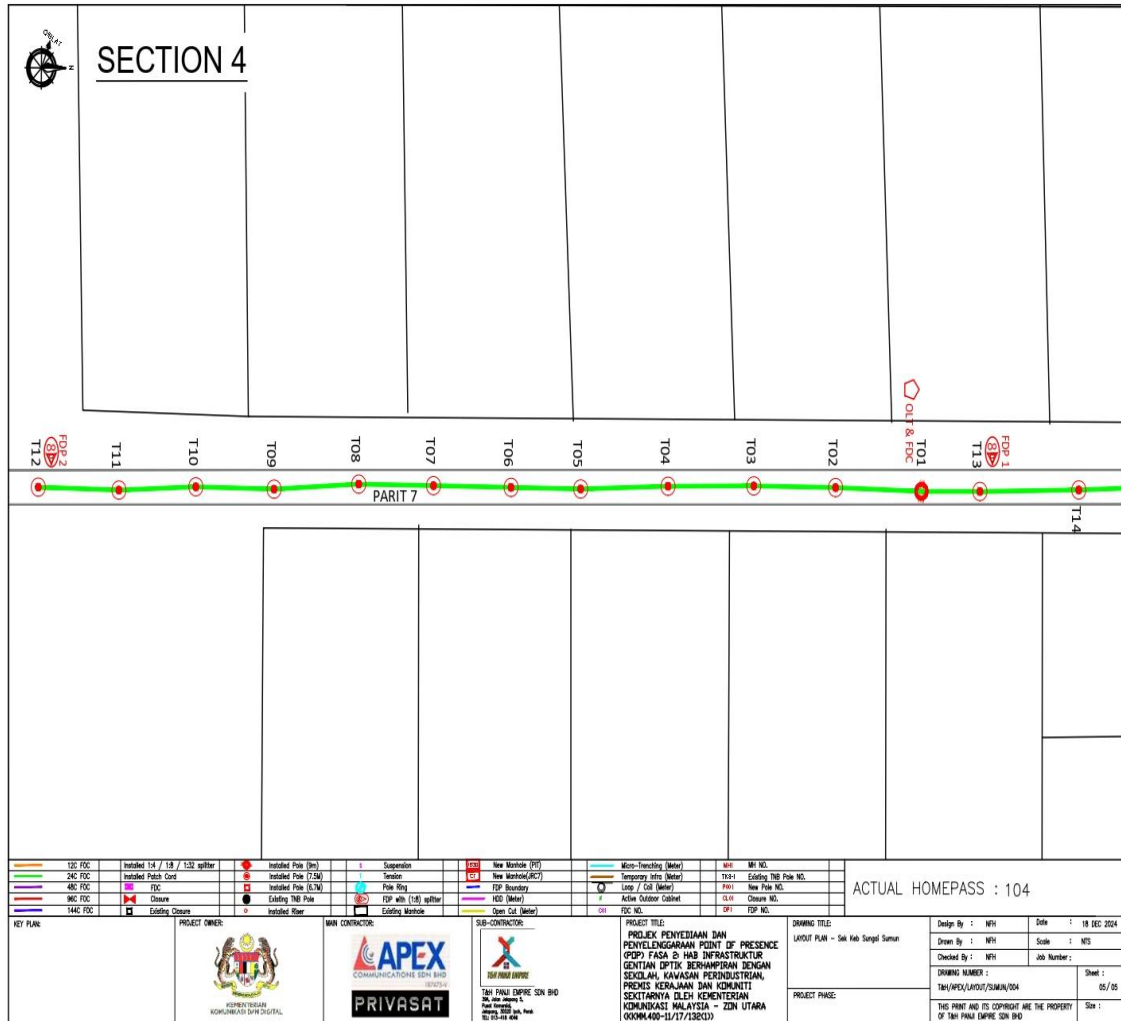 QIBLAT
N
SECTION 4
OLT & FDC
FDP 2
8
T12
T11
T10
T09
T08
T07
T06
T05
T04
T03
T02
T01
T13
FDP 1
8
T14
PARIT 7
12C FOC
24C FOC
48C FOC
96C FOC
144C FOC
Installed 1:4 / 1:8 / 1:32 splitter
Installed Patch Cord
FDC
Closure
Existing Closure
Installed Pole (9m)
Installed Pole (7.5M)
Installed Pole (6.7M)
Existing TNB Pole
Installed Riser
Suspension
Tension
Pole Ring
FDP with (1:8) splitter
Existing Manhole
New Manhole (PIT)
New Manhole(JRC7)
FDP Boundary
HDD (Meter)
Open Cut (Meter)
Micro-Trenching (Meter)
Temporary Infra (Meter)
Loop / Coil (Meter)
Active Outdoor Cabinet
FDC NO.
MH NO.
Existing TNB Pole NO.
New Pole NO.
Closure NO.
FDP NO.
ACTUAL HOMEPASS : 104
KEY PLAN:
PROJECT OWNER:
KEMENTERIAN
KOMUNIKASI DAN DIGITAL
MAIN CONTRACTOR:
APEX
COMMUNICATIONS SDN BHD
PRIVASAT
SUB-CONTRACTOR:
T&H PANJI EMPIRE
T&H PANJI EMPIRE SDN BHD
PROJECT TITLE:
PROJEK PENYEDIAAN DAN
PENYELENGGARAAN POINT OF PRESENCE
(POP) FASA 2: HAB INFRASTRUKTUR
GENTIAN OPTIK BERHAMPIRAN DENGAN
SEKOLAH, KAWASAN PERINDUSTRIAN,
PREMIS KERAJAAN DAN KOMUNITI
SEKITARNYA OLEH KEMENTERIAN
KOMUNIKASI MALAYSIA - ZON UTARA
(KKMM.400-11/17/132(1))
DRAWING TITLE:
LAYOUT PLAN - Sek Keb Sungai Sumun
PROJECT PHASE:
Design By : NFH
Date : 18 DEC 2024
Drawn By : NFH
Scale : NTS
Checked By : NFH
Job Number :
DRAWING NUMBER :
T&H/APEX/LAYOUT/SUMUN/004
Sheet :
05/05
THIS PRINT AND ITS COPYRIGHT ARE THE PROPERTY
OF T&H PANJI EMPIRE SDN BHD
Size :